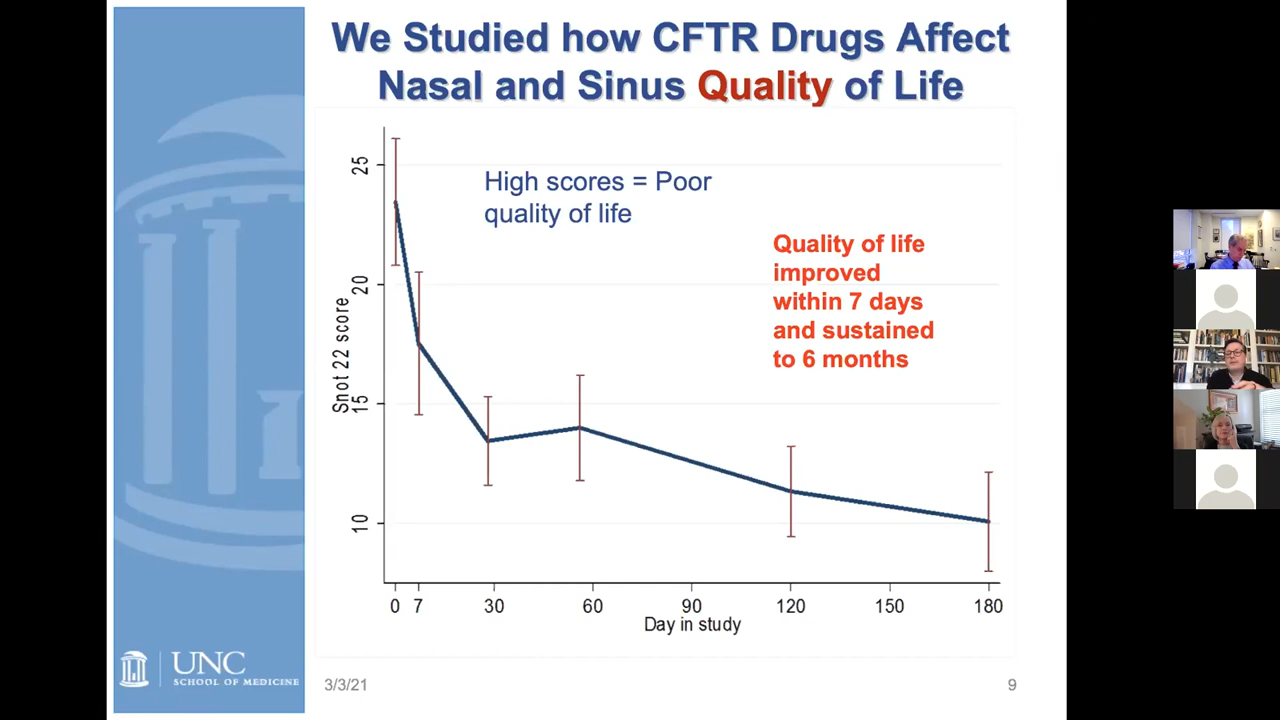 We Studied how CFTR Drugs Affect
Nasal and Sinus Quality of Life
25
20
15
10
Snot 22 score
High scores = Poor
quality of life
Quality of life
improved
within 7 days
and sustained
to 6 months
0 7 30 60 90 120 150 180
Day in study
UNC
SCHOOL OF MEDICINE
3/3/21
9